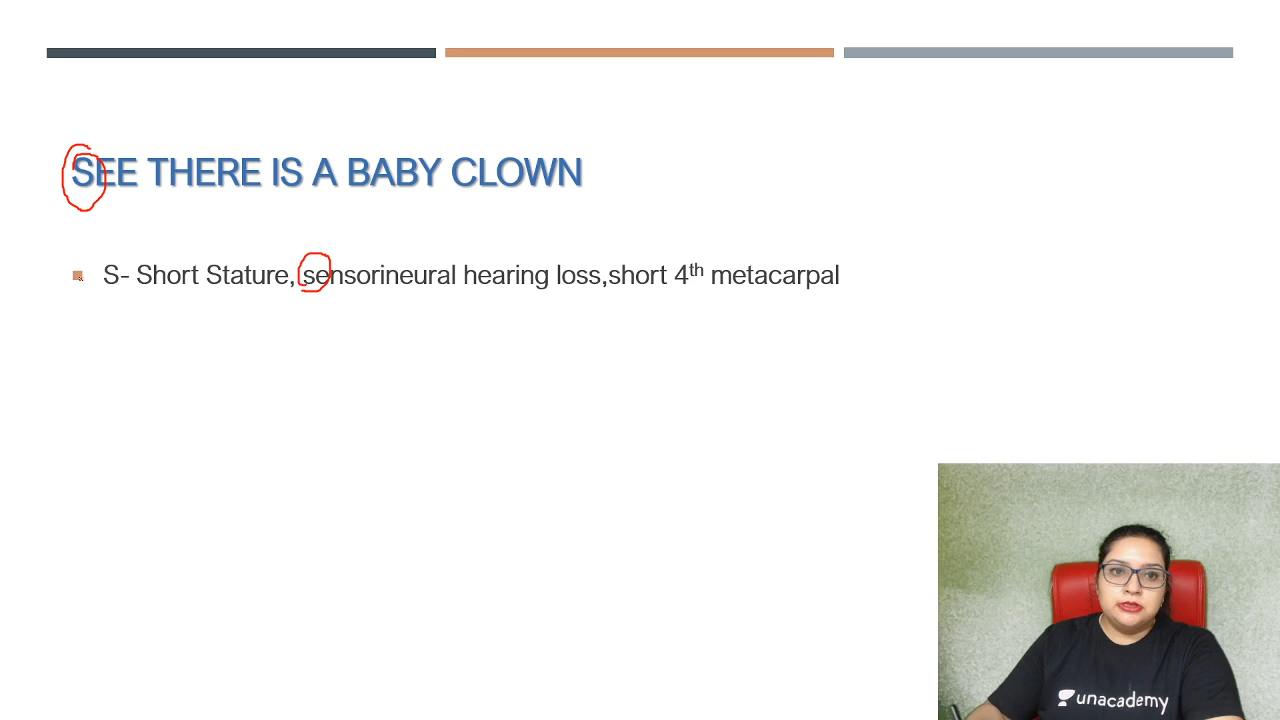 SEE THERE IS A BABY CLOWN
S- Short Stature, sensorineural hearing loss,short 4th metacarpal
unacademy